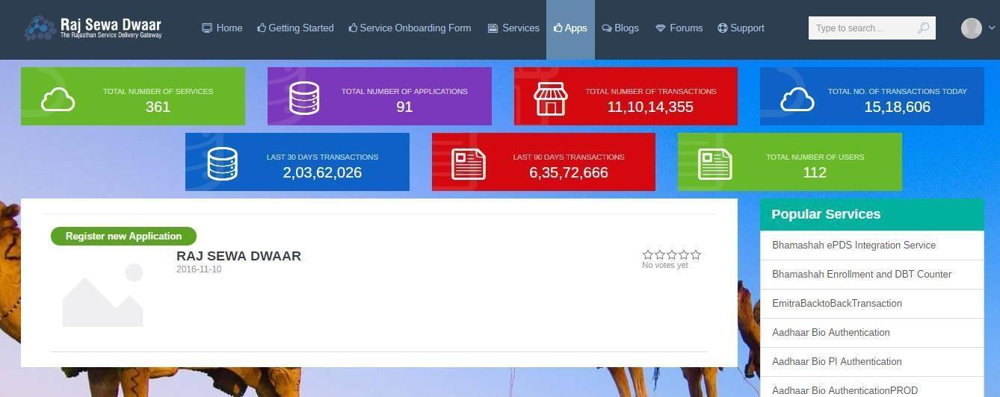 Raj Sewa Dwaar
The Rajasthan Service Delivery Gateway
Home Getting Started Service Onboarding Form Services Apps Blogs Forums Support
Type to search...
TOTAL NUMBER OF SERVICES
361
TOTAL NUMBER OF APPLICATIONS
91
TOTAL NUMBER OF TRANSACTIONS
11,10,14,355
TOTAL NO. OF TRANSACTIONS TODAY
15,18,606
LAST 30 DAYS TRANSACTIONS
2,03,62,026
LAST 90 DAYS TRANSACTIONS
6,35,72,666
TOTAL NUMBER OF USERS
112
Register new Application
RAJ SEWA DWAAR
2016-11-10
No votes yet
Popular Services
Bhamashah ePDS Integration Service
Bhamashah Enrollment and DBT Counter
EmitraBacktoBackTransaction
Aadhaar Bio Authentication
Aadhaar Bio PI Authentication
Aadhaar Bio AuthenticationPROD